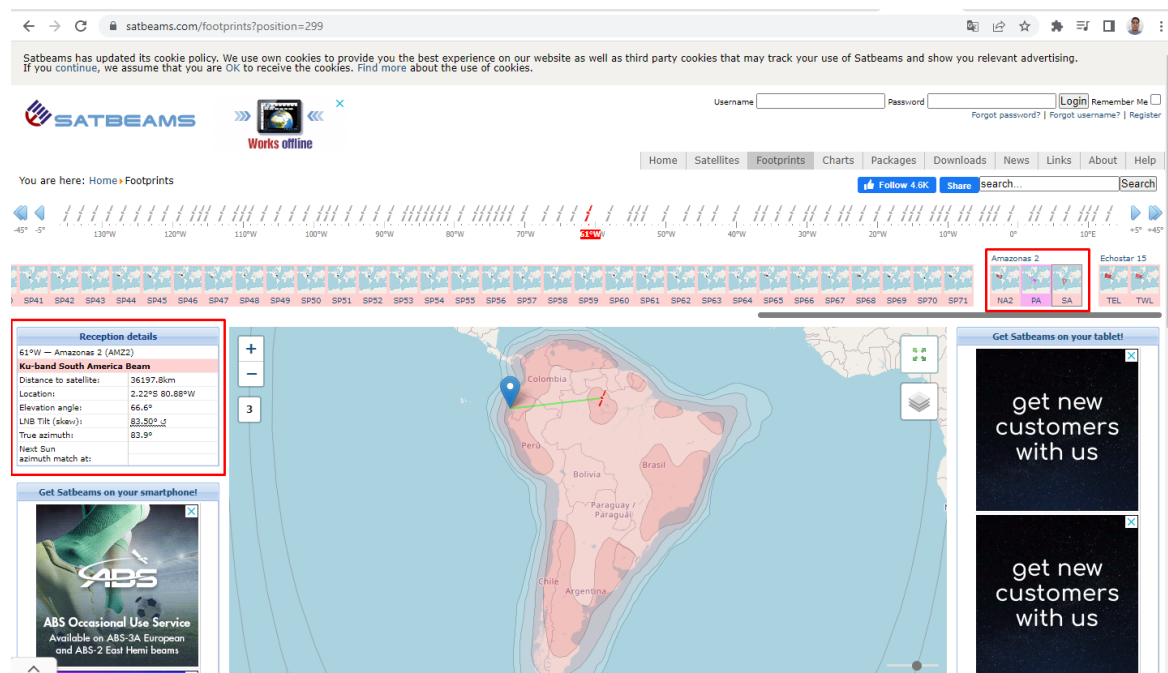 satbeams.com/footprints?position=299
Satbeams has updated its cookie policy. We use own cookies to provide you the best experience on our website as well as third party cookies that may track your use of Satbeams and show you relevant advertising.
If you continue, we assume that you are OK to receive the cookies. Find more about the use of cookies.
SATBEAMS
Works offline
Username Password Login Remember Me
Forgot password? | Forgot username? | Register
Home Satellites Footprints Charts Packages Downloads News Links About Help
You are here: Home Footprints
Follow 4.6K Share search... Search
-45° -5° 130°W 120°W 110°W 100°W 90°W 80°W 70°W 61°W 50°W 40°W 30°W 20°W 10°W 0° 10°E +5° +45°
Amazonas 2 Echostar 15
SP41 SP42 SP43 SP44 SP45 SP46 SP47 SP48 SP49 SP50 SP51 SP52 SP53 SP54 SP55 SP56 SP57 SP58 SP59 SP60 SP61 SP62 SP63 SP64 SP65 SP66 SP67 SP68 SP69 SP70 SP71 NA2 PA SA TEL TWL
Reception details
61°W — Amazonas 2 (AMZ2)
Ku-band South America Beam
Distance to satellite: 36197.8km
Location: 2.22°S 80.88°W
Elevation angle: 66.6°
LNB Tilt (skew): 83.50°
True azimuth: 83.9°
Next Sun
azimuth match at:
Get Satbeams on your smartphone!
ABS
ABS Occasional Use Service
Available on ABS-3A European
and ABS-2 East Hemi beams
+
−
3
Colombia
Perú
Brasil
Bolivia
Paraguay /
Paraguái
Chile
Argentina
Get Satbeams on your tablet!
get new
customers
with us
get new
customers
with us